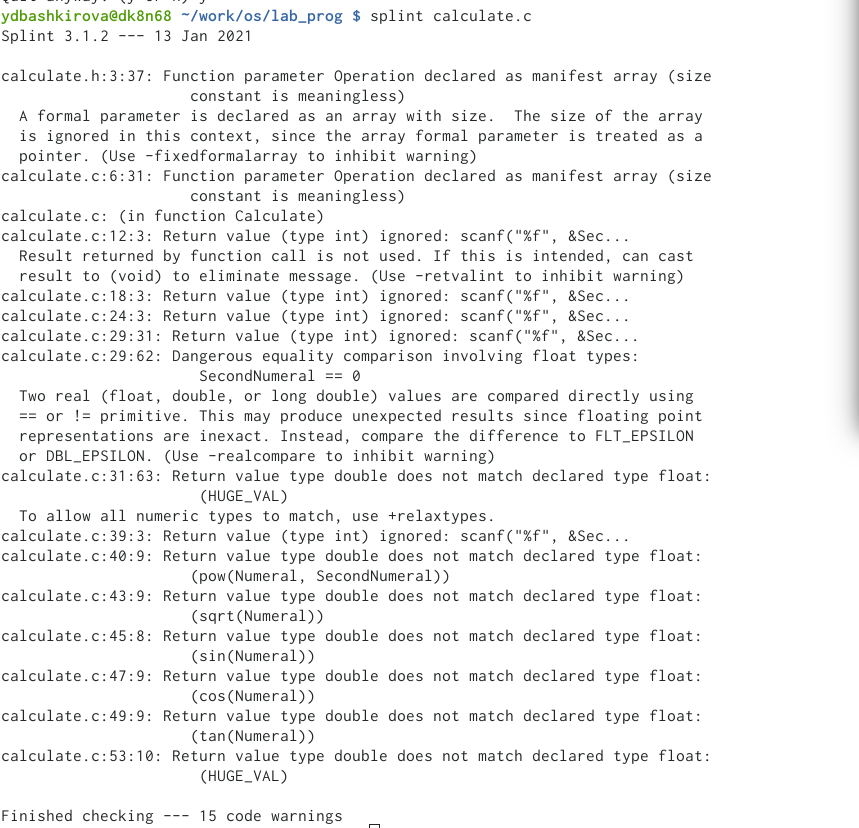 ydbashkirova@dk8n68 ~/work/os/lab_prog $ splint calculate.c
Splint 3.1.2 --- 13 Jan 2021

calculate.h:3:37: Function parameter Operation declared as manifest array (size
                     constant is meaningless)
  A formal parameter is declared as an array with size.  The size of the array
  is ignored in this context, since the array formal parameter is treated as a
  pointer. (Use -fixedformalarray to inhibit warning)
calculate.c:6:31: Function parameter Operation declared as manifest array (size
                     constant is meaningless)
calculate.c: (in function Calculate)
calculate.c:12:3: Return value (type int) ignored: scanf("%f", &Sec...
  Result returned by function call is not used. If this is intended, can cast
  result to (void) to eliminate message. (Use -retvalint to inhibit warning)
calculate.c:18:3: Return value (type int) ignored: scanf("%f", &Sec...
calculate.c:24:3: Return value (type int) ignored: scanf("%f", &Sec...
calculate.c:29:31: Return value (type int) ignored: scanf("%f", &Sec...
calculate.c:29:62: Dangerous equality comparison involving float types:
                      SecondNumeral == 0
  Two real (float, double, or long double) values are compared directly using
  == or != primitive. This may produce unexpected results since floating point
  representations are inexact. Instead, compare the difference to FLT_EPSILON
  or DBL_EPSILON. (Use -realcompare to inhibit warning)
calculate.c:31:63: Return value type double does not match declared type float:
                      (HUGE_VAL)
  To allow all numeric types to match, use +relaxtypes.
calculate.c:39:3: Return value (type int) ignored: scanf("%f", &Sec...
calculate.c:40:9: Return value type double does not match declared type float:
                     (pow(Numeral, SecondNumeral))
calculate.c:43:9: Return value type double does not match declared type float:
                     (sqrt(Numeral))
calculate.c:45:8: Return value type double does not match declared type float:
                     (sin(Numeral))
calculate.c:47:9: Return value type double does not match declared type float:
                     (cos(Numeral))
calculate.c:49:9: Return value type double does not match declared type float:
                     (tan(Numeral))
calculate.c:53:10: Return value type double does not match declared type float:
                      (HUGE_VAL)

Finished checking --- 15 code warnings